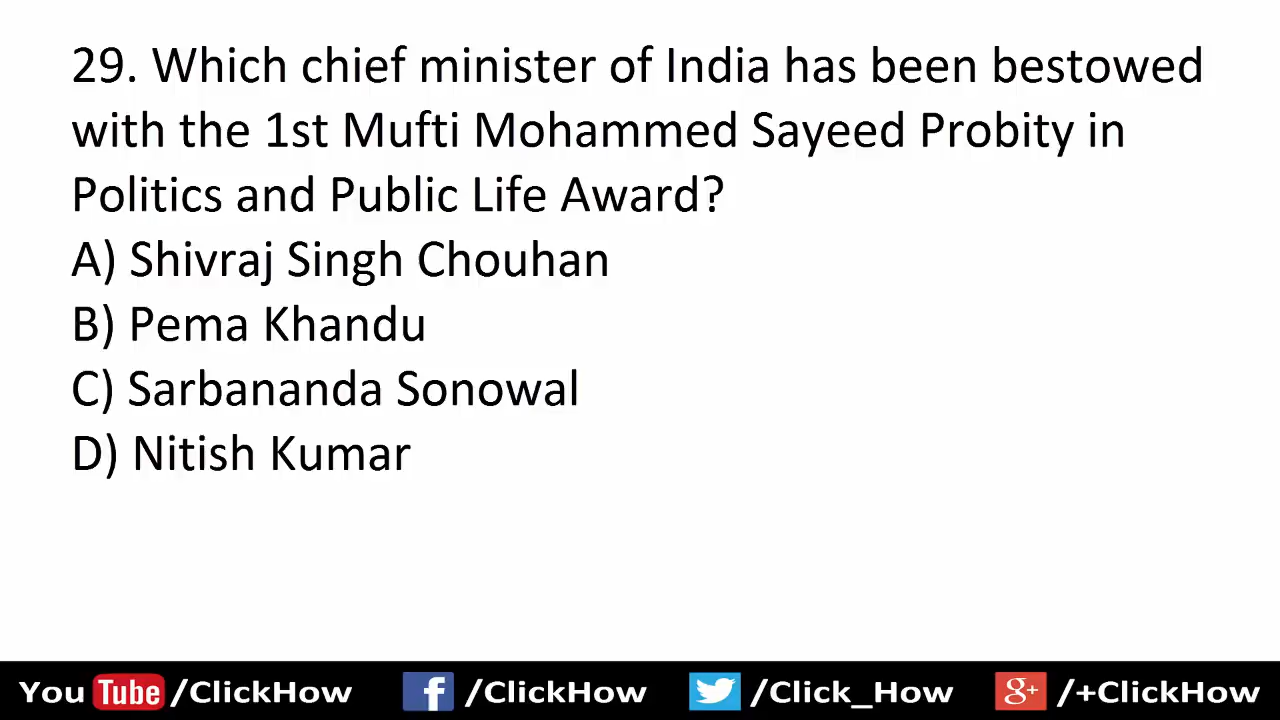 29. Which chief minister of India has been bestowed
with the 1st Mufti Mohammed Sayeed Probity in
Politics and Public Life Award?
A) Shivraj Singh Chouhan
B) Pema Khandu
C) Sarbananda Sonowal
D) Nitish Kumar
You Tube /ClickHow f /ClickHow /Click_How g+ /+ClickHow